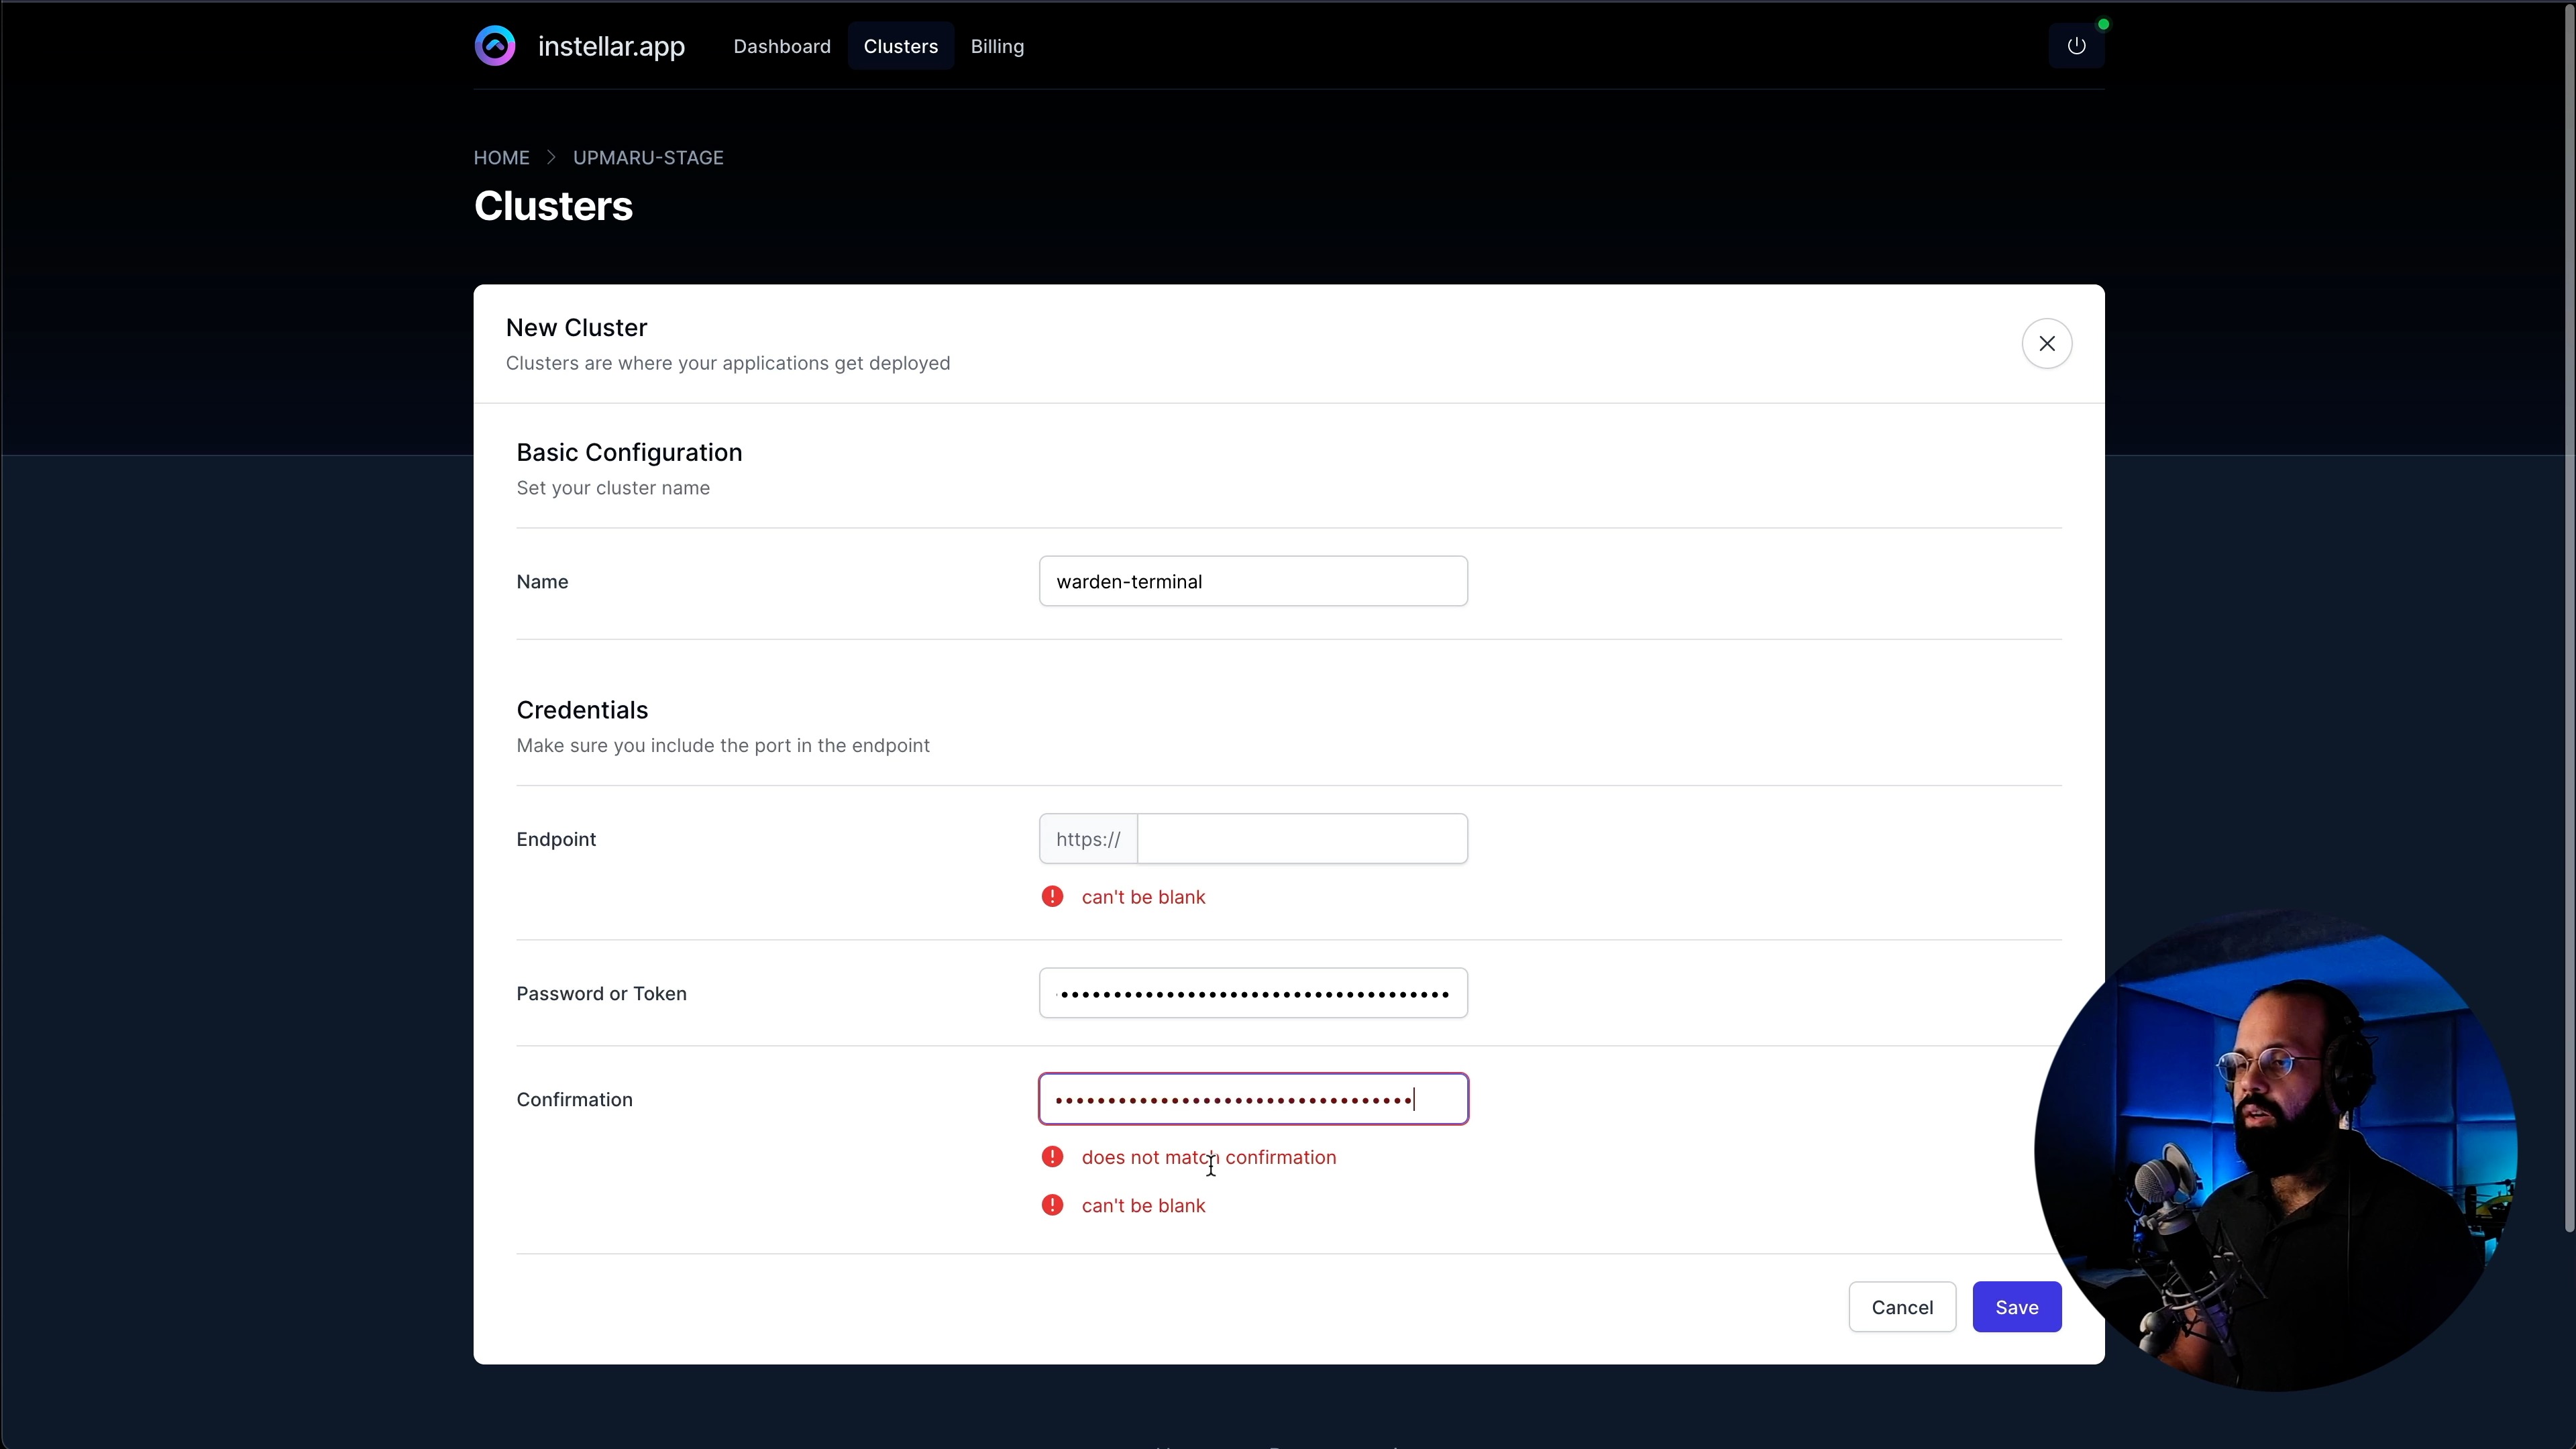 instellar.app Dashboard Clusters Billing
HOME UPMARU-STAGE
Clusters
New Cluster
Clusters are where your applications get deployed
Basic Configuration
Set your cluster name
Name warden-terminal
Credentials
Make sure you include the port in the endpoint
Endpoint https://
can't be blank
Password or Token
Confirmation
does not match confirmation
can't be blank
Cancel Save